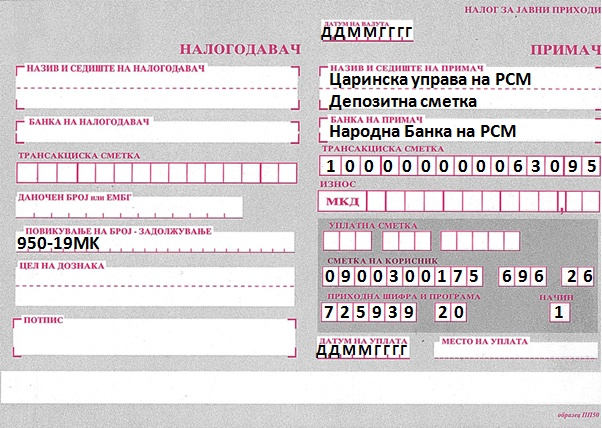 НАЛОГ ЗА ЈАВНИ ПРИХОДИ
ДАТУМ НА ВАЛУТА
ДДММГГГГ
НАЛОГОДАВАЧ
ПРИМАЧ
НАЗИВ И СЕДИШТЕ НА НАЛОГОДАВАЧ
НАЗИВ И СЕДИШТЕ НА ПРИМАЧ
Царинска управа на РСМ
Депозитна сметка
БАНКА НА НАЛОГОДАВАЧ
БАНКА НА ПРИМАЧ
Народна Банка на РСМ
ТРАНСАКЦИСКА СМЕТКА
ТРАНСАКЦИСКА СМЕТКА
100000000063095
ИЗНОС
МКД ,
ДАНОЧЕН БРОЈ или ЕМБГ
УПЛАТНА СМЕТКА
ПОВИКУВАЊЕ НА БРОЈ - ЗАДОЛЖУВАЊЕ
950-19МК
СМЕТКА НА КОРИСНИК
0900300175 696 26
ЦЕЛ НА ДОЗНАКА
ПРИХОДНА ШИФРА И ПРОГРАМА
НАЧИН
725939 20 1
ПОТПИС
ДАТУМ НА УПЛАТА
ДДММГГГГ
МЕСТО НА УПЛАТА
образец ПП50